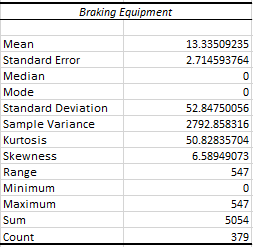 Braking Equipment
Mean 13.33509235
Standard Error 2.714593764
Median 0
Mode 0
Standard Deviation 52.84750056
Sample Variance 2792.858316
Kurtosis 50.82835704
Skewness 6.58949073
Range 547
Minimum 0
Maximum 547
Sum 5054
Count 379